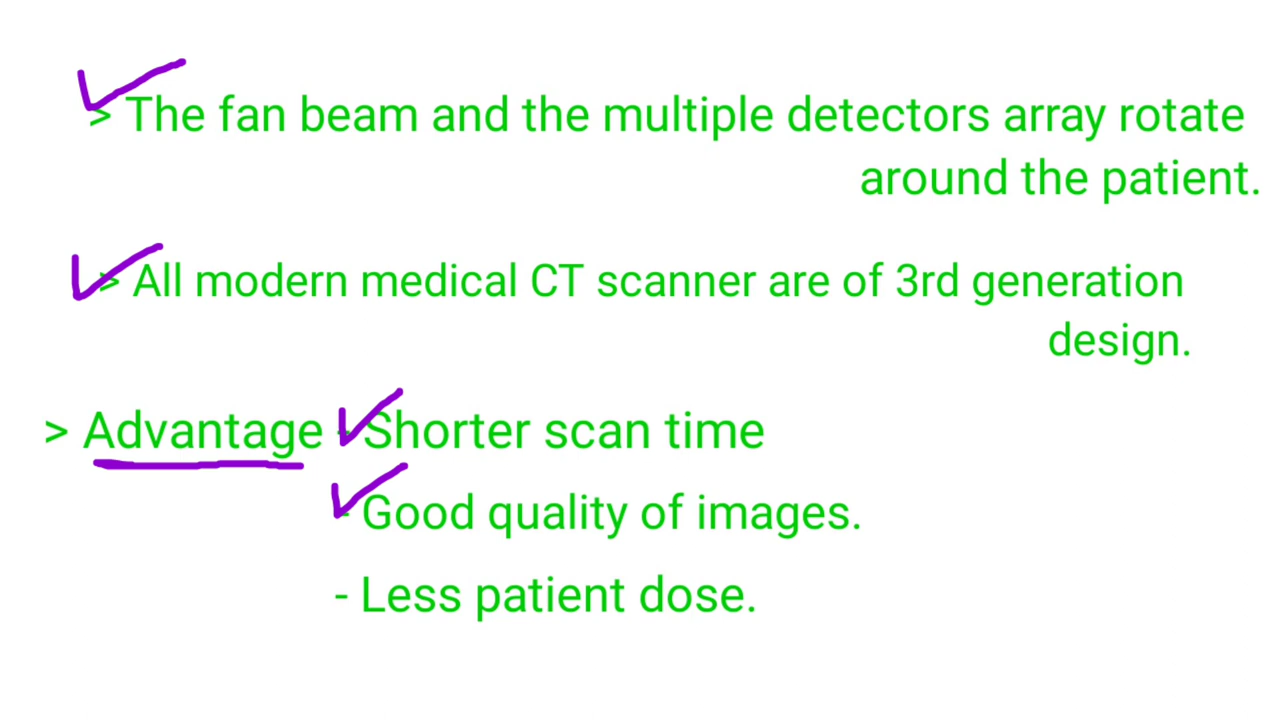 > The fan beam and the multiple detectors array rotate
around the patient.
> All modern medical CT scanner are of 3rd generation
design.
> Advantage - Shorter scan time
- Good quality of images.
- Less patient dose.